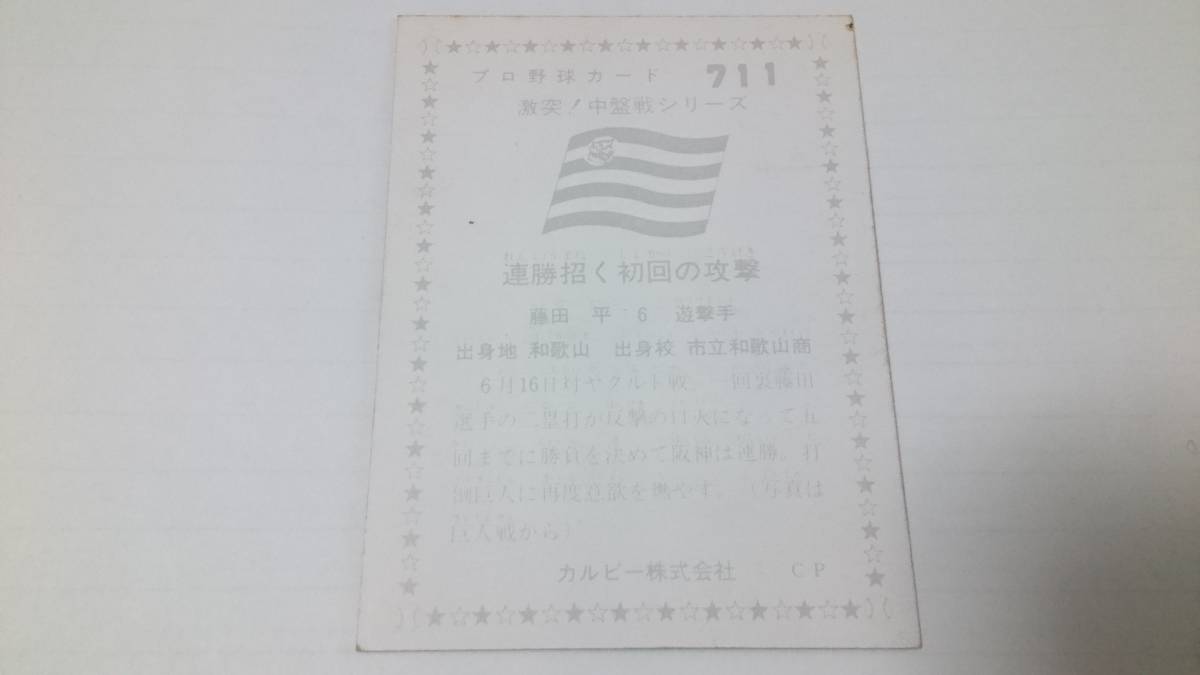 プロ野球カード 711
激突!中盤戦シリーズ
連勝招く初回の攻撃
藤田 平 6 遊撃手
出身地 和歌山 出身校 市立和歌山商
6月16日対ヤクルト戦。一回裏藤田
選手の二塁打が反撃の口火になって五
回までに勝負を決めて阪神は連勝。打
倒巨人に再度意欲を燃やす。(写真は
巨人戦から)
カルビー株式会社 CP